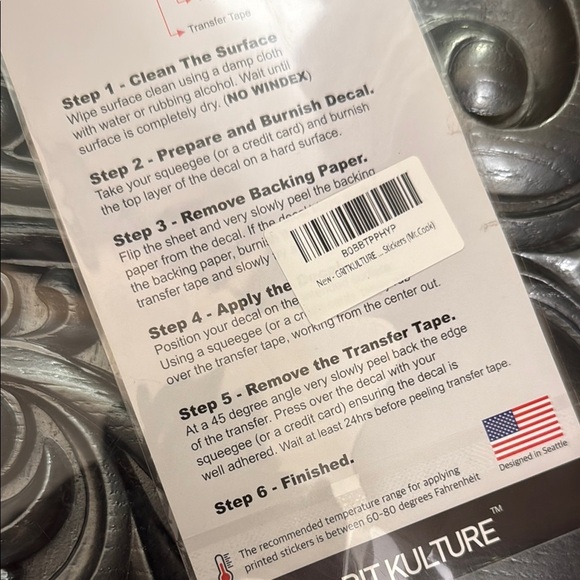 Transfer Tape
Step 1 - Clean The Surface
Wipe surface clean using a damp cloth
with water or rubbing alcohol. Wait until
surface is completely dry. (NO WINDEX)
Step 2 - Prepare and Burnish Decal.
Take your squeegee (or a credit card) and burnish
the top layer of the decal on a hard surface.
Step 3 - Remove Backing Paper.
Flip the sheet and very slowly peel the backing
paper from the decal. If the
the backing paper,
transfer tape and slowly
B0BBTPPHYP
New - GRITKULTURE ... Stickers (Mt.Cook)
Step 4 - Apply the
Position your decal on the
Using a squeegee (or a
over the transfer tape, working from the center out.
Step 5 - Remove the Transfer Tape.
At a 45 degree angle very slowly peel back the edge
of the transfer. Press over the decal with your
squeegee (or a credit card) ensuring the decal is
well adhered. Wait at least 24hrs before peeling transfer tape.
Step 6 - Finished.
Designed in Seattle
The recommended temperature range for applying
printed stickers is between 60-80 degrees Fahrenheit
KULTURE™